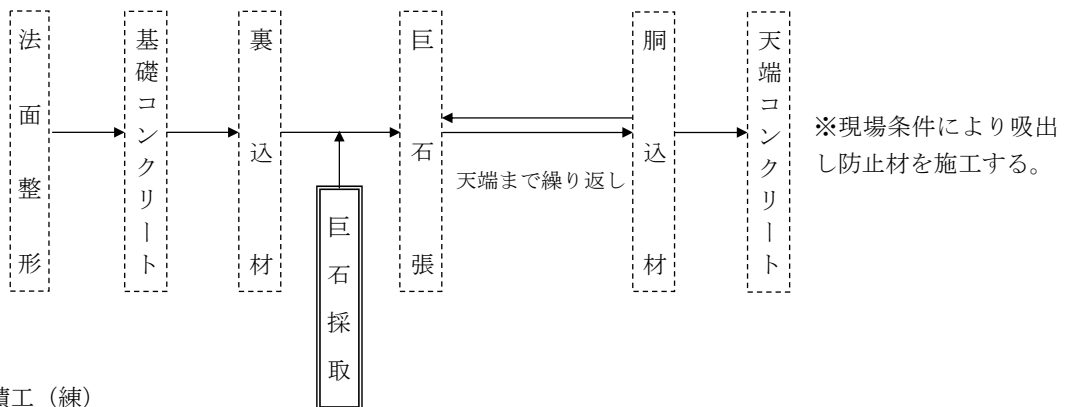 法面整形
基礎コンクリート
裏込材
巨石採取
巨石張
天端まで繰り返し
胴込材
天端コンクリート
※現場条件により吸出
し防止材を施工する。
積工（練）